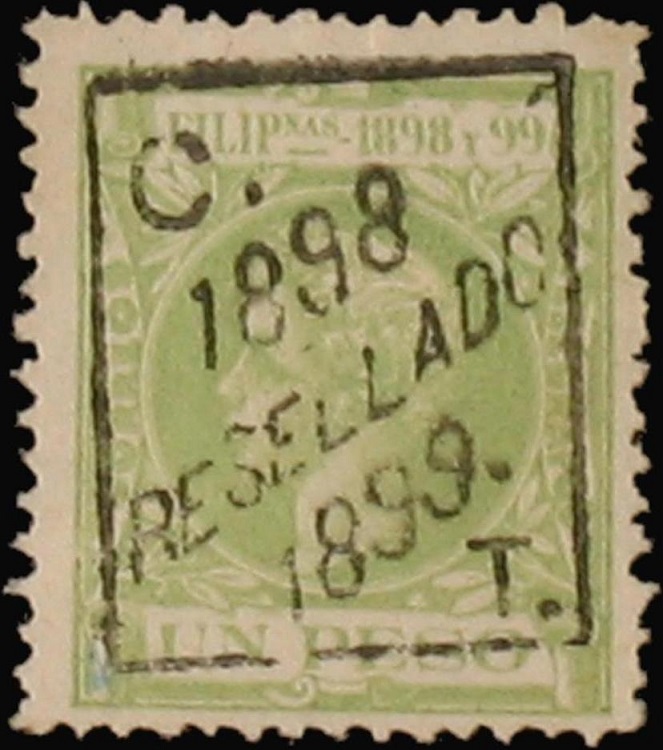 FILIPNAS.-1898 Y 99
C.
1898
RESELLADO
1899.
T.
UN PESO